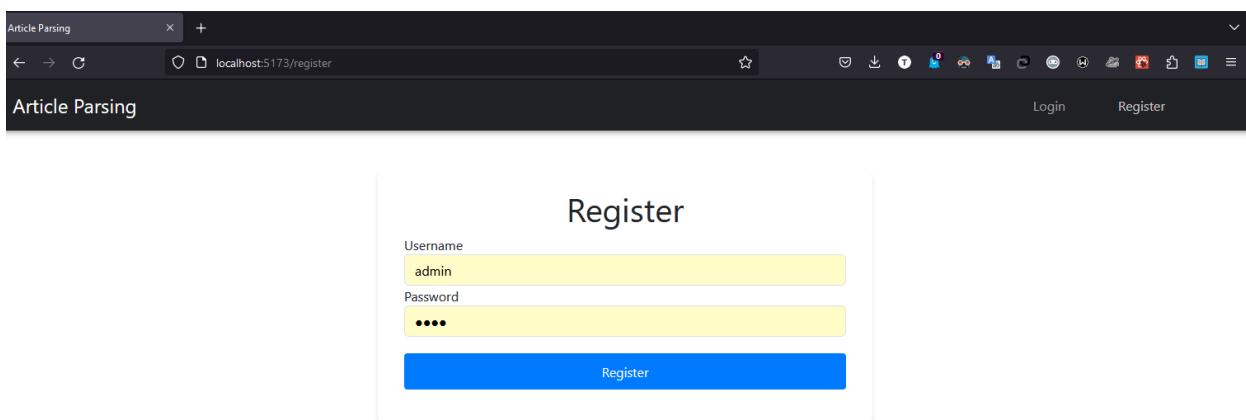 Article Parsing
localhost:5173/register
Article Parsing
Login
Register
Register
Username
admin
Password
••••
Register